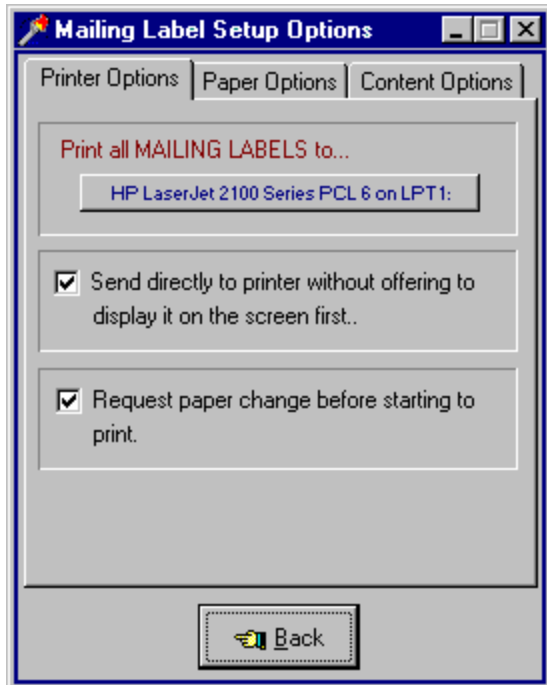 Mailing Label Setup Options
Printer Options Paper Options Content Options
Print all MAILING LABELS to...
HP LaserJet 2100 Series PCL 6 on LPT1:
Send directly to printer without offering to
display it on the screen first..
Request paper change before starting to
print.
Back